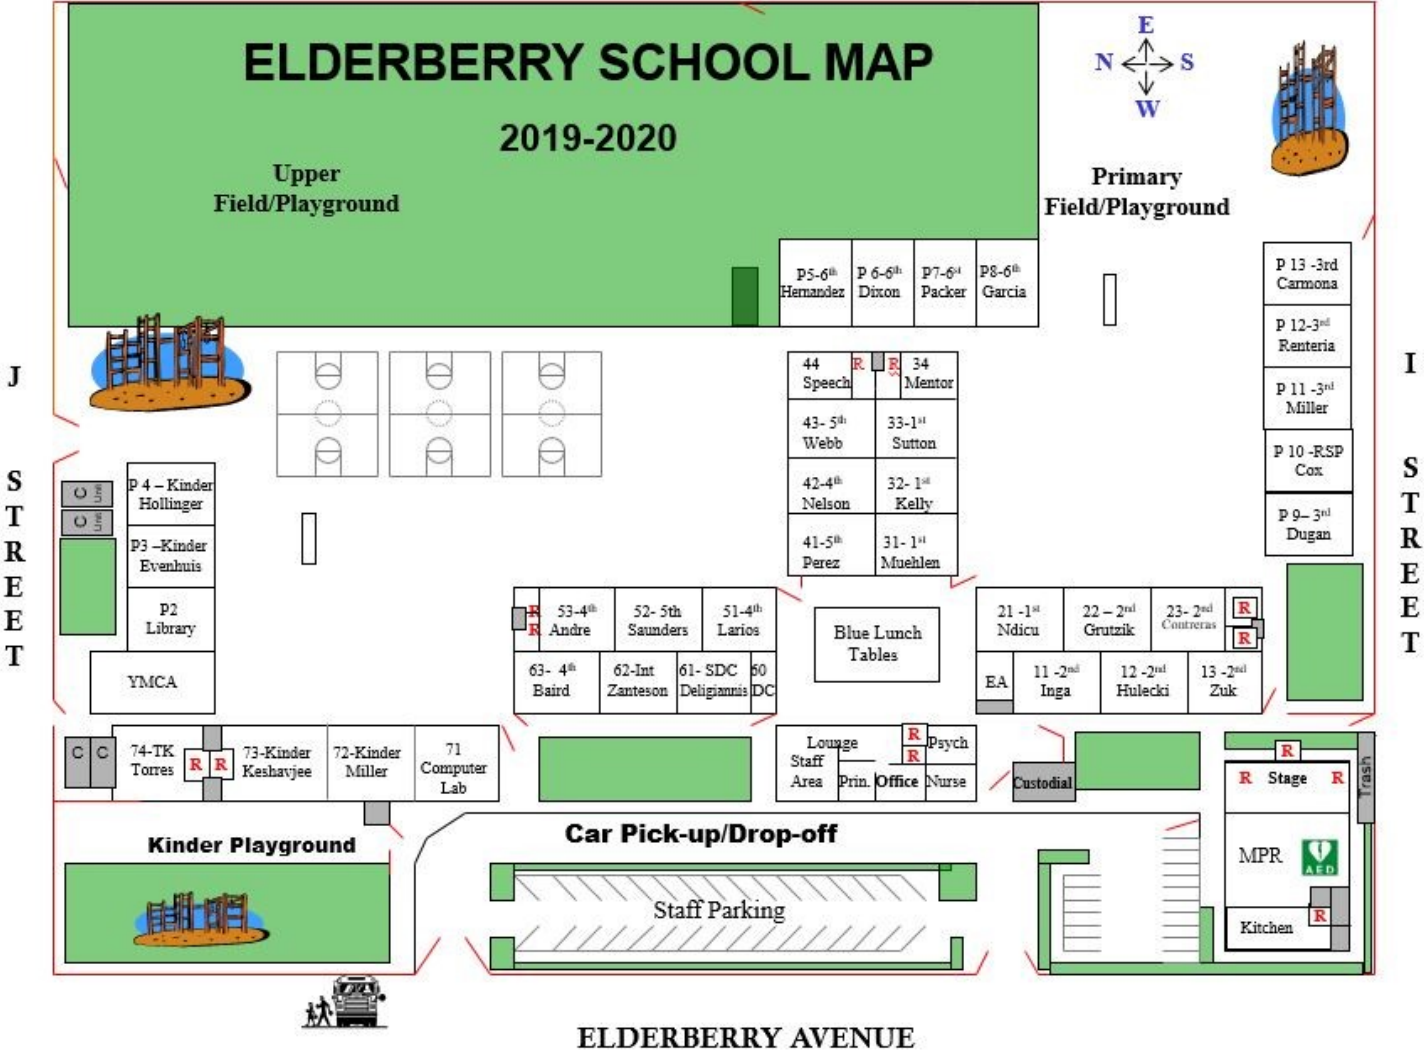 ELDERBERRY SCHOOL MAP
2019-2020
E
N S
W
Upper
Field/Playground
Primary
Field/Playground
P5-6th
Hernandez
P 6-6th
Dixon
P7-6st
Packer
P8-6th
Garcia
P 13 -3rd
Carmona
P 12-3rd
Renteria
P 11 -3rd
Miller
P 10 -RSP
Cox
P 9– 3rd
Dugan
J STREET
I STREET
44
Speech
R
R
34
Mentor
43- 5th
Webb
33-1st
Sutton
42-4th
Nelson
32- 1st
Kelly
41-5th
Perez
31- 1st
Muehlen
C Unit
C Unit
P 4 – Kinder
Hollinger
P3 –Kinder
Evenhuis
P2
Library
YMCA
R
R
53-4th
Andre
52- 5th
Saunders
51-4th
Larios
63- 4th
Baird
62-Int
Zanteson
61- SDC
Deligiannis
60
DC
Blue Lunch
Tables
21 -1st
Ndicu
22 – 2nd
Grutzik
23- 2nd
Contreras
R
R
EA
11 -2nd
Inga
12 -2nd
Hulecki
13 -2nd
Zuk
C C
74-TK
Torres
R R
73-Kinder
Keshavjee
72-Kinder
Miller
71
Computer
Lab
Lounge
Staff
Area
Prin.
Office
R
R
Psych
Nurse
Custodial
R
R Stage R
Trash
MPR
AED
R
Kitchen
Kinder Playground
Car Pick-up/Drop-off
Staff Parking
ELDERBERRY AVENUE